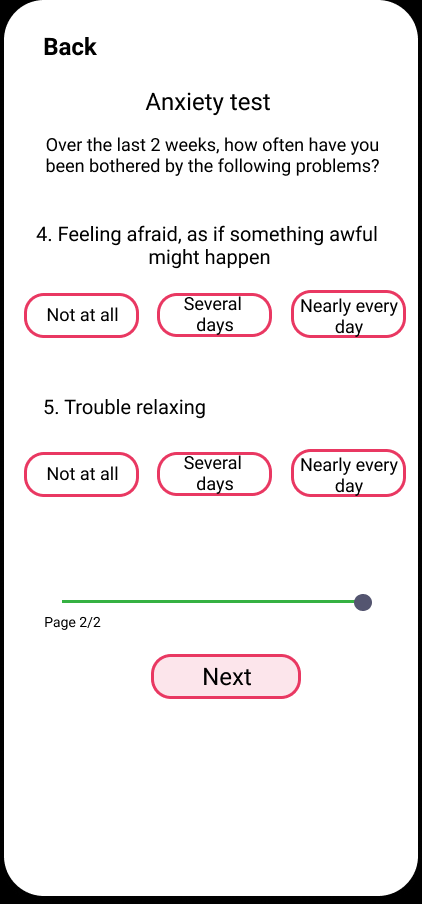 Back
Anxiety test
Over the last 2 weeks, how often have you
been bothered by the following problems?
4. Feeling afraid, as if something awful
might happen
Not at all
Several
days
Nearly every
day
5. Trouble relaxing
Not at all
Several
days
Nearly every
day
Page 2/2
Next